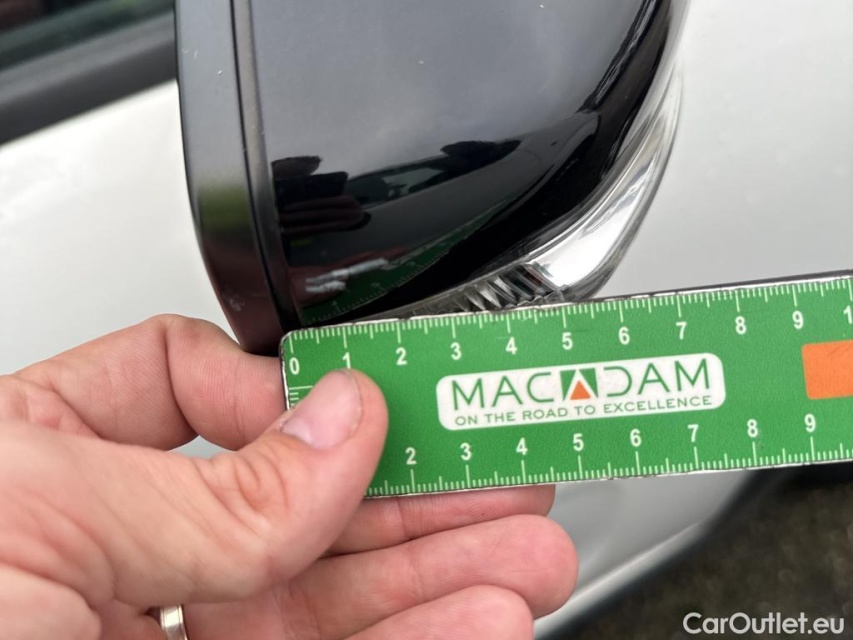 0 1 2 3 4 5 6 7 8 9 1
MACADAM
ON THE ROAD TO EXCELLENCE
2 3 4 5 6 7 8 9
CarOutlet.eu